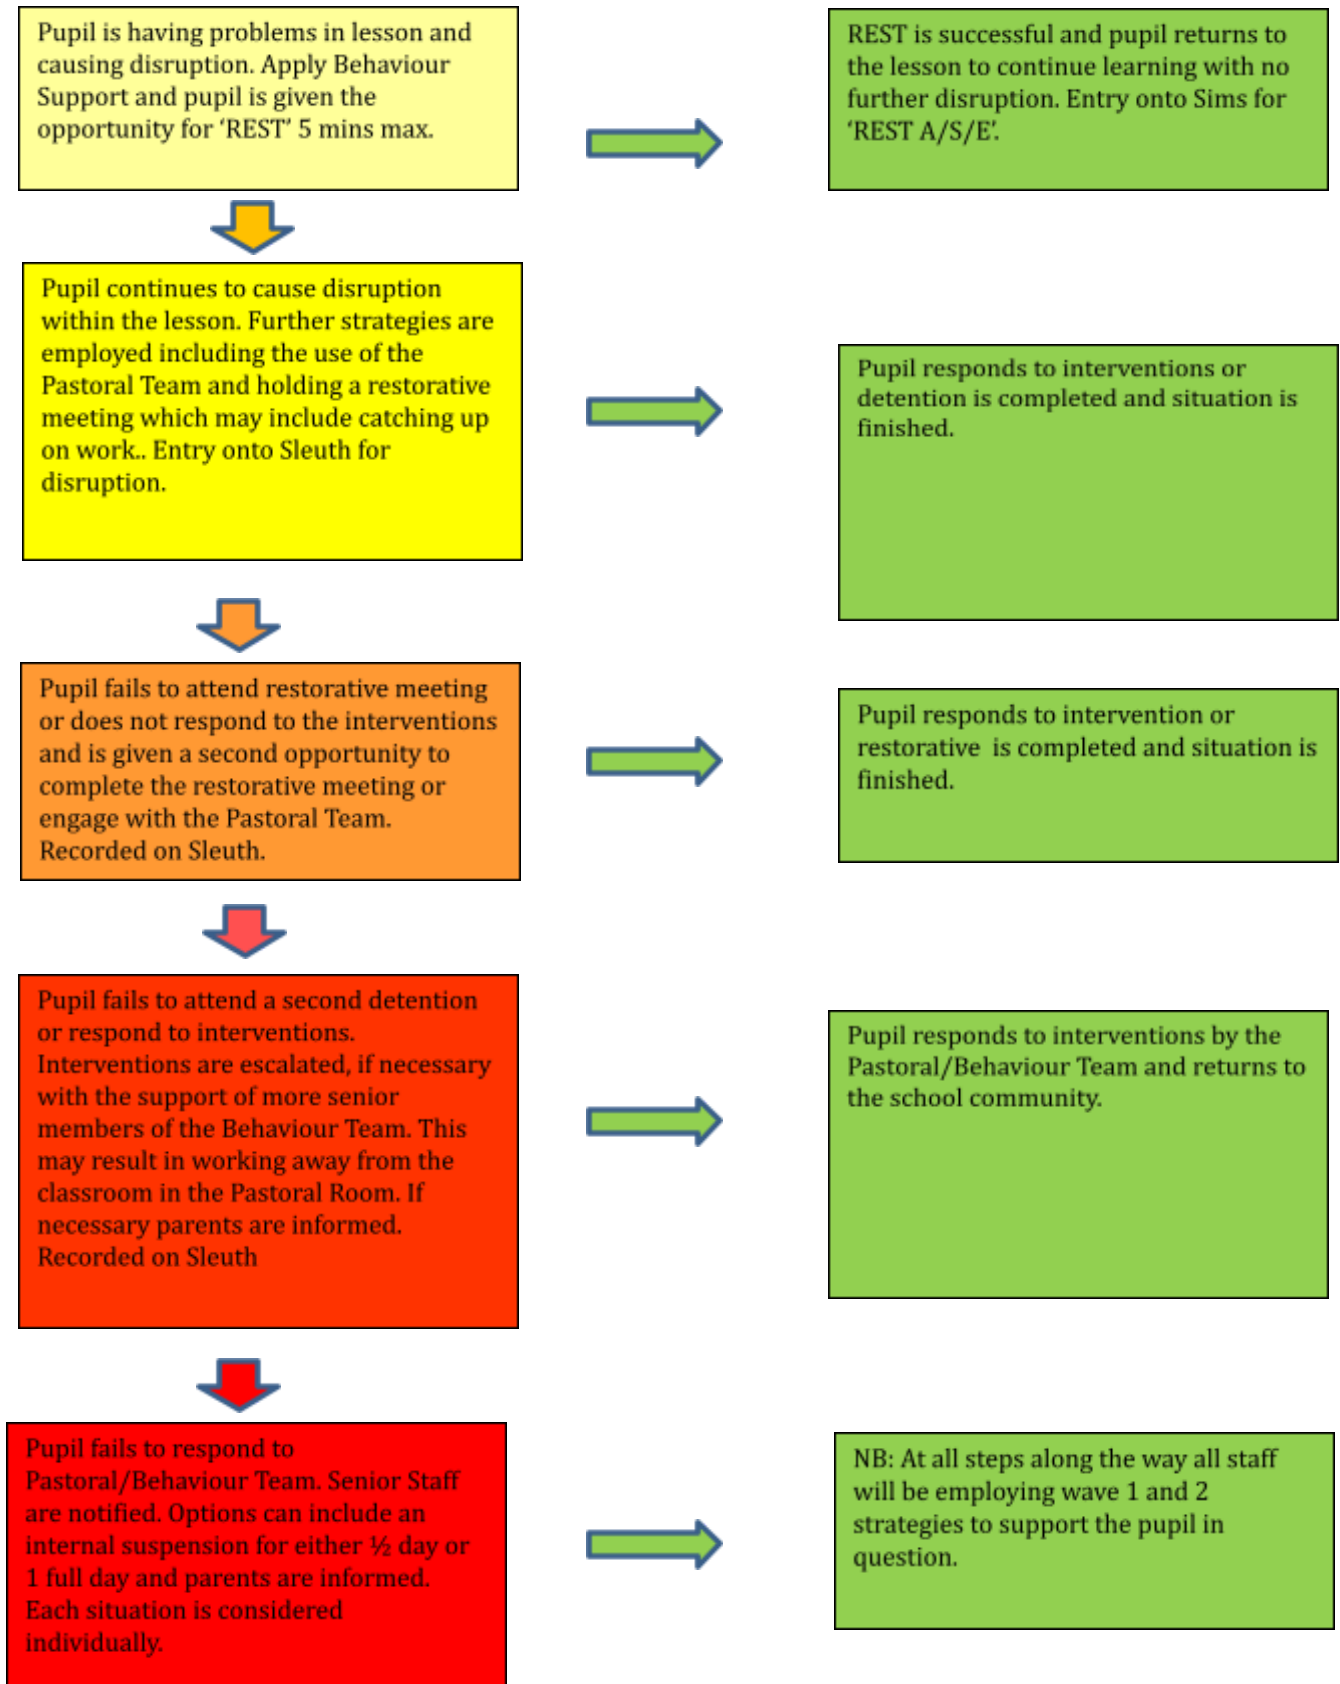 Pupil is having problems in lesson and
causing disruption. Apply Behaviour
Support and pupil is given the
opportunity for ‘REST’ 5 mins max.
REST is successful and pupil returns to
the lesson to continue learning with no
further disruption. Entry onto Sims for
‘REST A/S/E’.
Pupil continues to cause disruption
within the lesson. Further strategies are
employed including the use of the
Pastoral Team and holding a restorative
meeting which may include catching up
on work.. Entry onto Sleuth for
disruption.
Pupil responds to interventions or
detention is completed and situation is
finished.
Pupil fails to attend restorative meeting
or does not respond to the interventions
and is given a second opportunity to
complete the restorative meeting or
engage with the Pastoral Team.
Recorded on Sleuth.
Pupil responds to intervention or
restorative  is completed and situation is
finished.
Pupil fails to attend a second detention
or respond to interventions.
Interventions are escalated, if necessary
with the support of more senior
members of the Behaviour Team. This
may result in working away from the
classroom in the Pastoral Room. If
necessary parents are informed.
Recorded on Sleuth
Pupil responds to interventions by the
Pastoral/Behaviour Team and returns to
the school community.
Pupil fails to respond to
Pastoral/Behaviour Team. Senior Staff
are notified. Options can include an
internal suspension for either ½ day or
1 full day and parents are informed.
Each situation is considered
individually.
NB: At all steps along the way all staff
will be employing wave 1 and 2
strategies to support the pupil in
question.